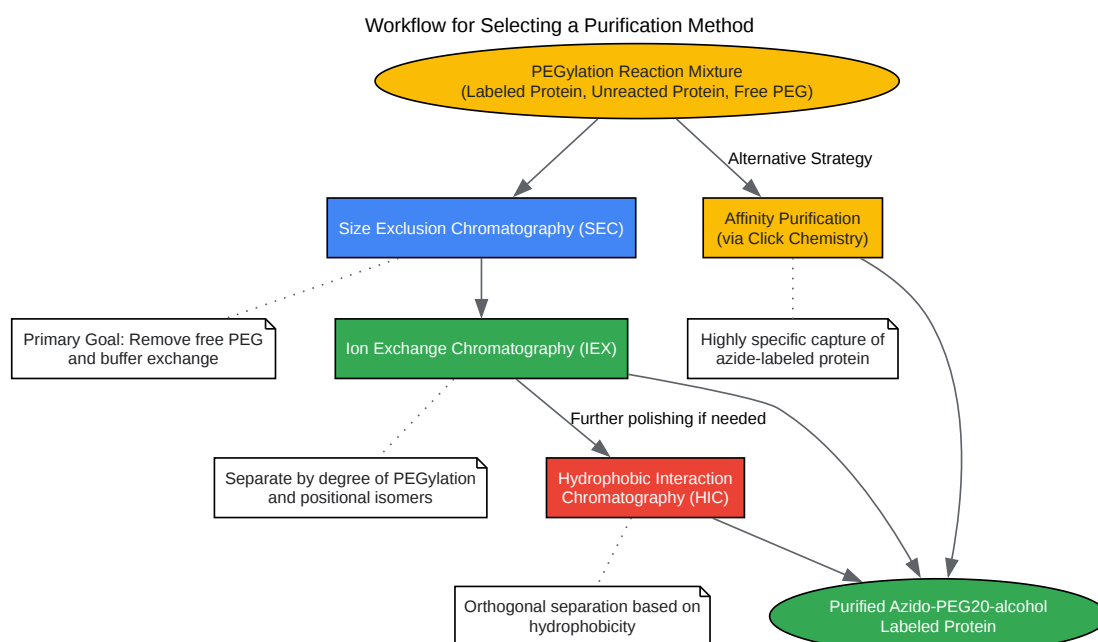 Workflow for Selecting a Purification Method
PEGylation Reaction Mixture
(Labeled Protein, Unreacted Protein, Free PEG)
Alternative Strategy
Size Exclusion Chromatography (SEC)
Affinity Purification
(via Click Chemistry)
Primary Goal: Remove free PEG
and buffer exchange
Ion Exchange Chromatography (IEX)
Highly specific capture of
azide-labeled protein
Further polishing if needed
Separate by degree of PEGylation
and positional isomers
Hydrophobic Interaction
Chromatography (HIC)
Orthogonal separation based on
hydrophobicity
Purified Azido-PEG20-alcohol
Labeled Protein